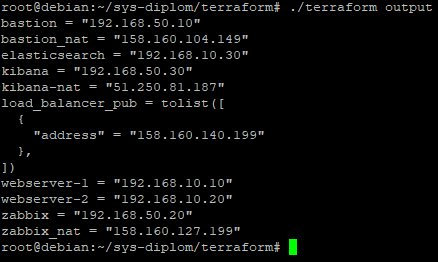 root@debian:~/sys-diplom/terraform# ./terraform output
bastion = "192.168.50.10"
bastion_nat = "158.160.104.149"
elasticsearch = "192.168.10.30"
kibana = "192.168.50.30"
kibana-nat = "51.250.81.187"
load_balancer_pub = tolist([
  {
    "address" = "158.160.140.199"
  },
])
webserver-1 = "192.168.10.10"
webserver-2 = "192.168.10.20"
zabbix = "192.168.50.20"
zabbix_nat = "158.160.127.199"
root@debian:~/sys-diplom/terraform#